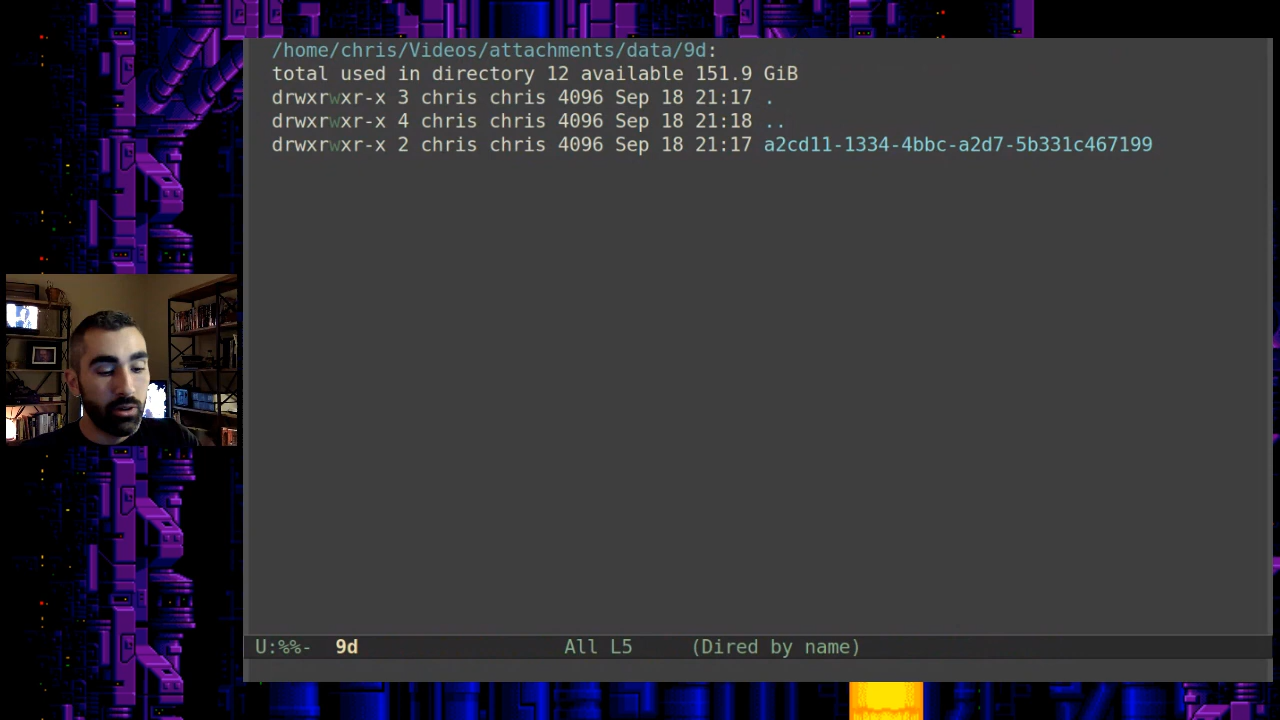 /home/chris/Videos/attachments/data/9d:
total used in directory 12 available 151.9 GiB
drwxrwxr-x 3 chris chris 4096 Sep 18 21:17 .
drwxrwxr-x 4 chris chris 4096 Sep 18 21:18 ..
drwxrwxr-x 2 chris chris 4096 Sep 18 21:17 a2cd11-1334-4bbc-a2d7-5b331c467199
U:%%- 9d All L5 (Dired by name)